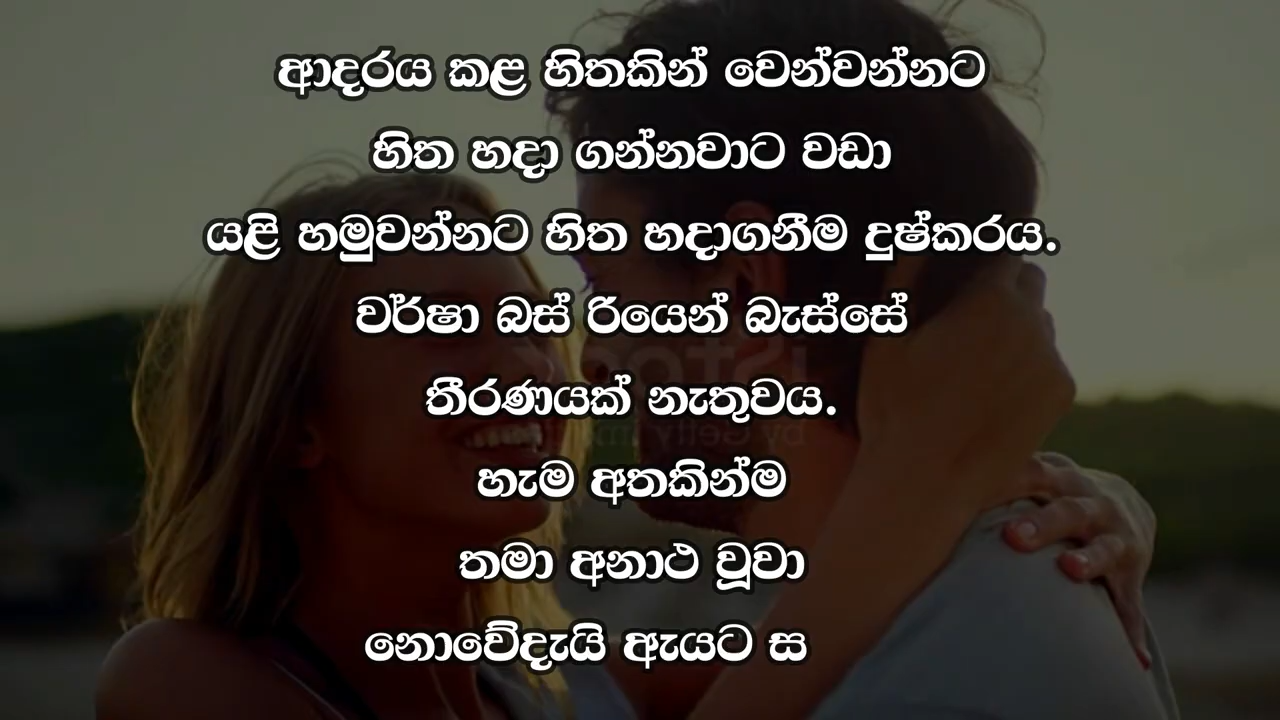 ආදරය කළ හිතකින් වෙන්වන්නට
හිත හදා ගන්නවාට වඩා
යළි හමුවන්නට හිත හදාගනීම දුෂ්කරය.
වර්ෂා බස් රියෙන් බැස්සේ
තීරණයක් නැතුවය.
හැම අතකින්ම
තමා අනාථ වූවා
නොවේදැයි ඇයට ස